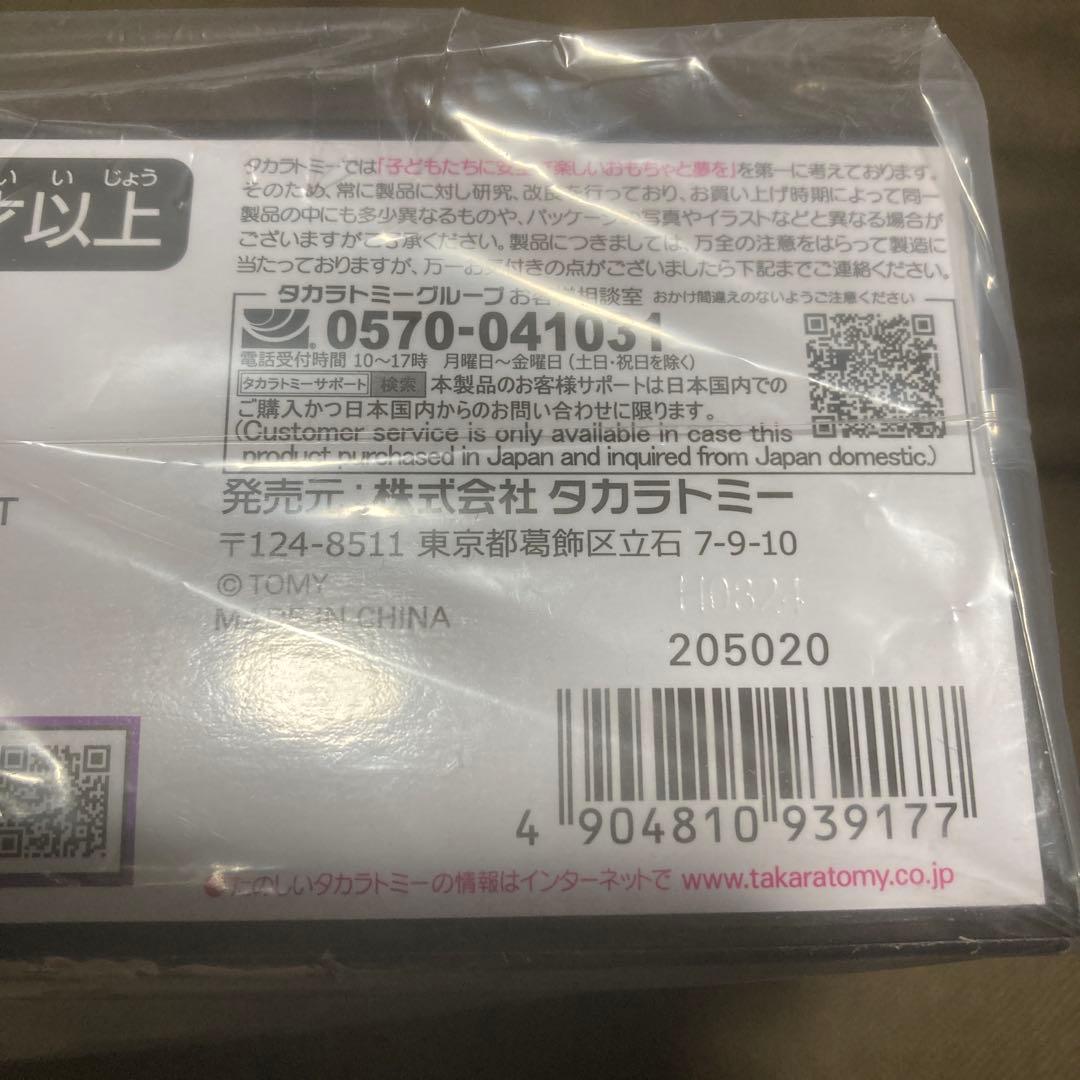 いい じょう
才以上
タカラトミーでは「子どもたちに安全で楽しいおもちゃと夢を」を第一に考えております。
そのため、常に製品に対し研究、改良を行っており、お買い上げ時期によって同一
製品の中にも多少異なるものや、パッケージの写真やイラストなどと異なる場合が
ございますがご了承ください。製品につきましては、万全の注意をはらって製造に
当たっておりますが、万一お気付きの点がございましたら下記までご連絡ください。
タカラトミーグループお客様相談室 おかけ間違えのないようご注意ください
0570-041031
電話受付時間 10〜17時 月曜日〜金曜日(土日・祝日を除く)
タカラトミーサポート 検索 本製品のお客様サポートは日本国内での
ご購入かつ日本国内からのお問い合わせに限ります。
(Customer service is only available in case this
product purchased in Japan and inquired from Japan domestic.)
T
発売元:株式会社 タカラトミー
〒124-8511 東京都葛飾区立石 7-9-10
© TOMY
MADE IN CHINA
205020
4 904810 939177
たのしいタカラトミーの情報はインターネットで www.takaratomy.co.jp